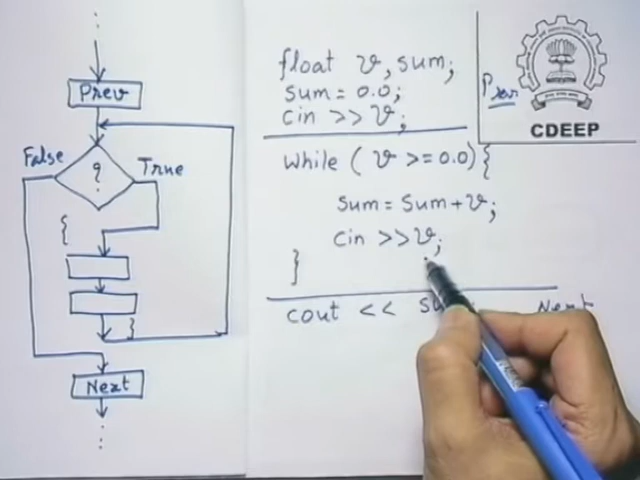 Prev
False
?
True
{
}
Next
float v, sum;
sum = 0.0;
cin >> v;
Prev
CDEEP
while ( v >= 0.0) {
sum = sum + v;
cin >> v;
}
cout <<
Next